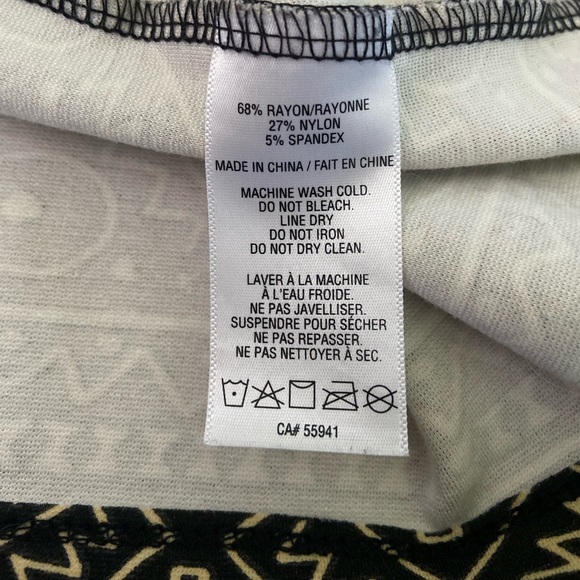 68% RAYON/RAYONNE
27% NYLON
5% SPANDEX
MADE IN CHINA / FAIT EN CHINE
MACHINE WASH COLD.
DO NOT BLEACH.
LINE DRY
DO NOT IRON
DO NOT DRY CLEAN.
LAVER À LA MACHINE
À L'EAU FROIDE.
NE PAS JAVELLISER.
SUSPENDRE POUR SÉCHER
NE PAS REPASSER.
NE PAS NETTOYER À SEC.
CA# 55941